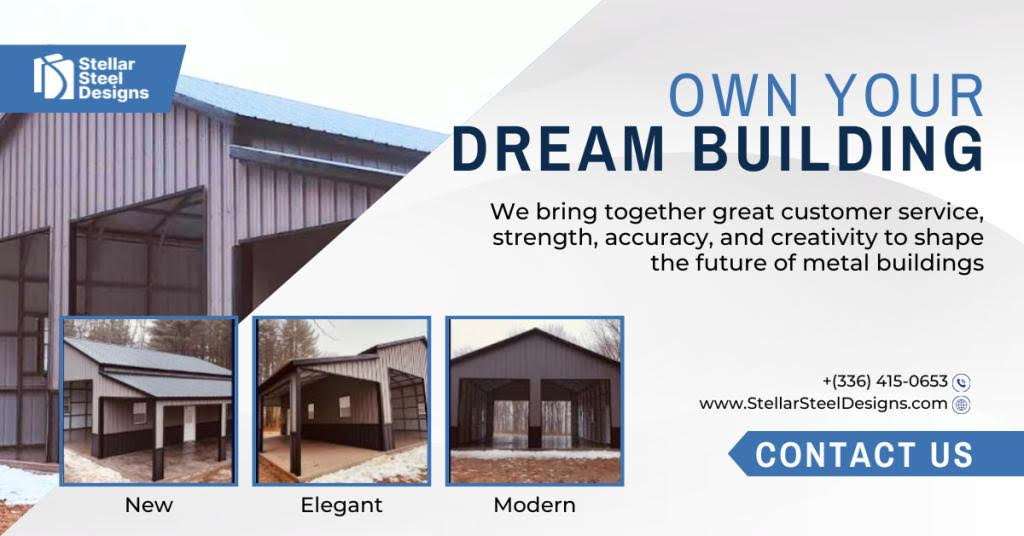 Stellar
Steel
Designs
OWN YOUR
DREAM BUILDING
We bring together great customer service,
strength, accuracy, and creativity to shape
the future of metal buildings
New
Elegant
Modern
+(336) 415-0653
www.StellarSteelDesigns.com
CONTACT US